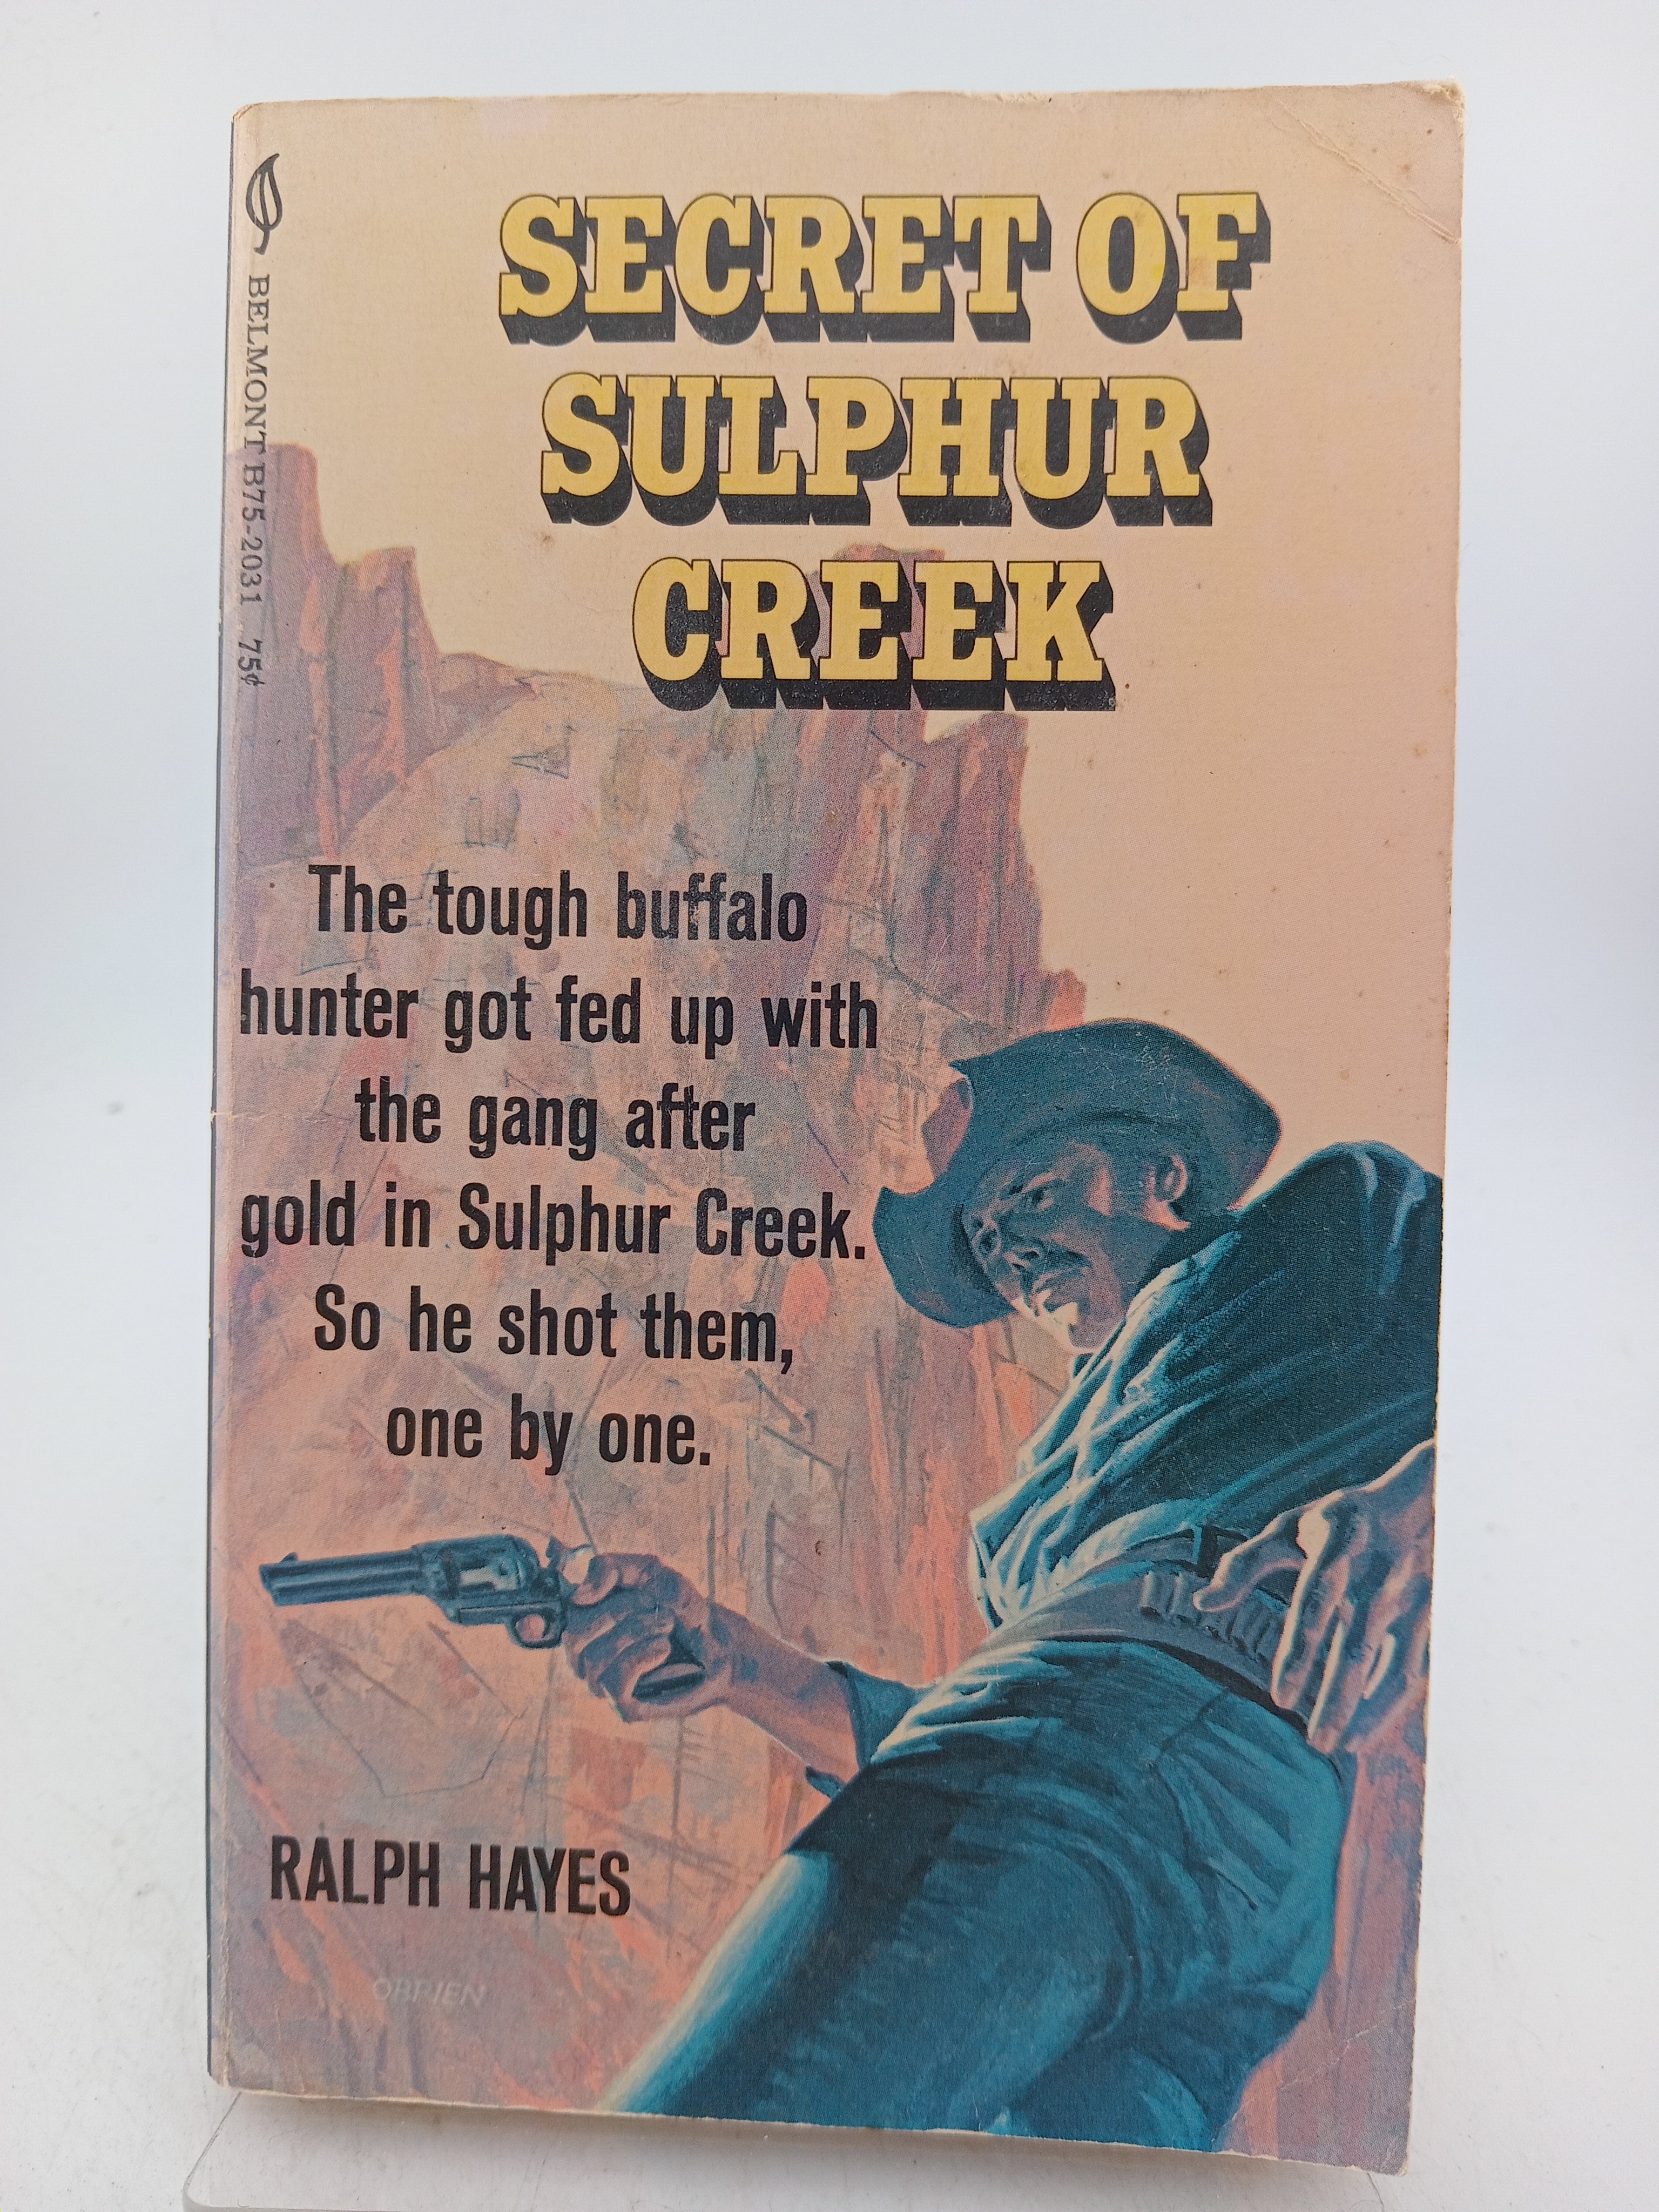 BELMONT B75-2031 75¢
SECRET OF
SULPHUR
CREEK
The tough buffalo
hunter got fed up with
the gang after
gold in Sulphur Creek.
So he shot them,
one by one.
RALPH HAYES
OBRIEN